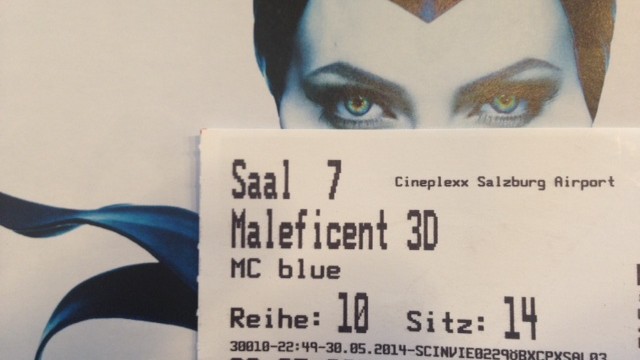 Saal 7 Cineplexx Salzburg Airport
Maleficent 3D
MC blue
Reihe: 10 Sitz: 14